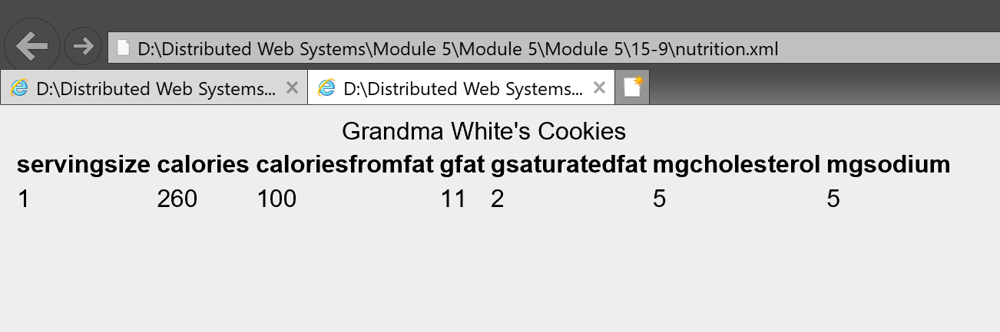 D:\Distributed Web Systems\Module 5\Module 5\Module 5\15-9\nutrition.xml
D:\Distributed Web Systems... D:\Distributed Web Systems...
Grandma White's Cookies
servingsize calories caloriesfromfat gfat gsaturatedfat mgcholesterol mgsodium
1 260 100 11 2 5 5